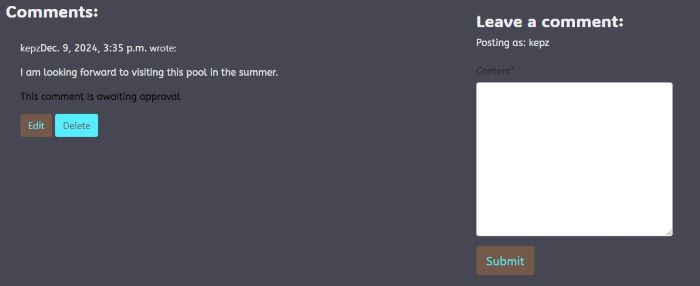 Comments:
kepzDec. 9, 2024, 3:35 p.m. wrote:
I am looking forward to visiting this pool in the summer.
This comment is awaiting approval
Edit Delete
Leave a comment:
Posting as: kepz
Content*
Submit